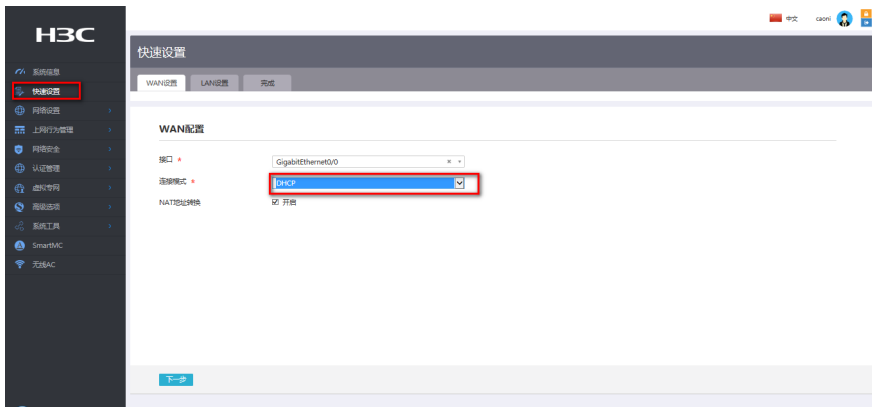 中文
caoni
H3C
快速设置
系统信息
快速设置
网络设置
上网行为管理
网络安全
认证管理
虚拟专网
高级选项
系统工具
SmartMC
无线AC
WAN设置
LAN设置
完成
WAN配置
接口 *
GigabitEthernet0/0
连接模式 *
DHCP
NAT地址转换
开启
下一步